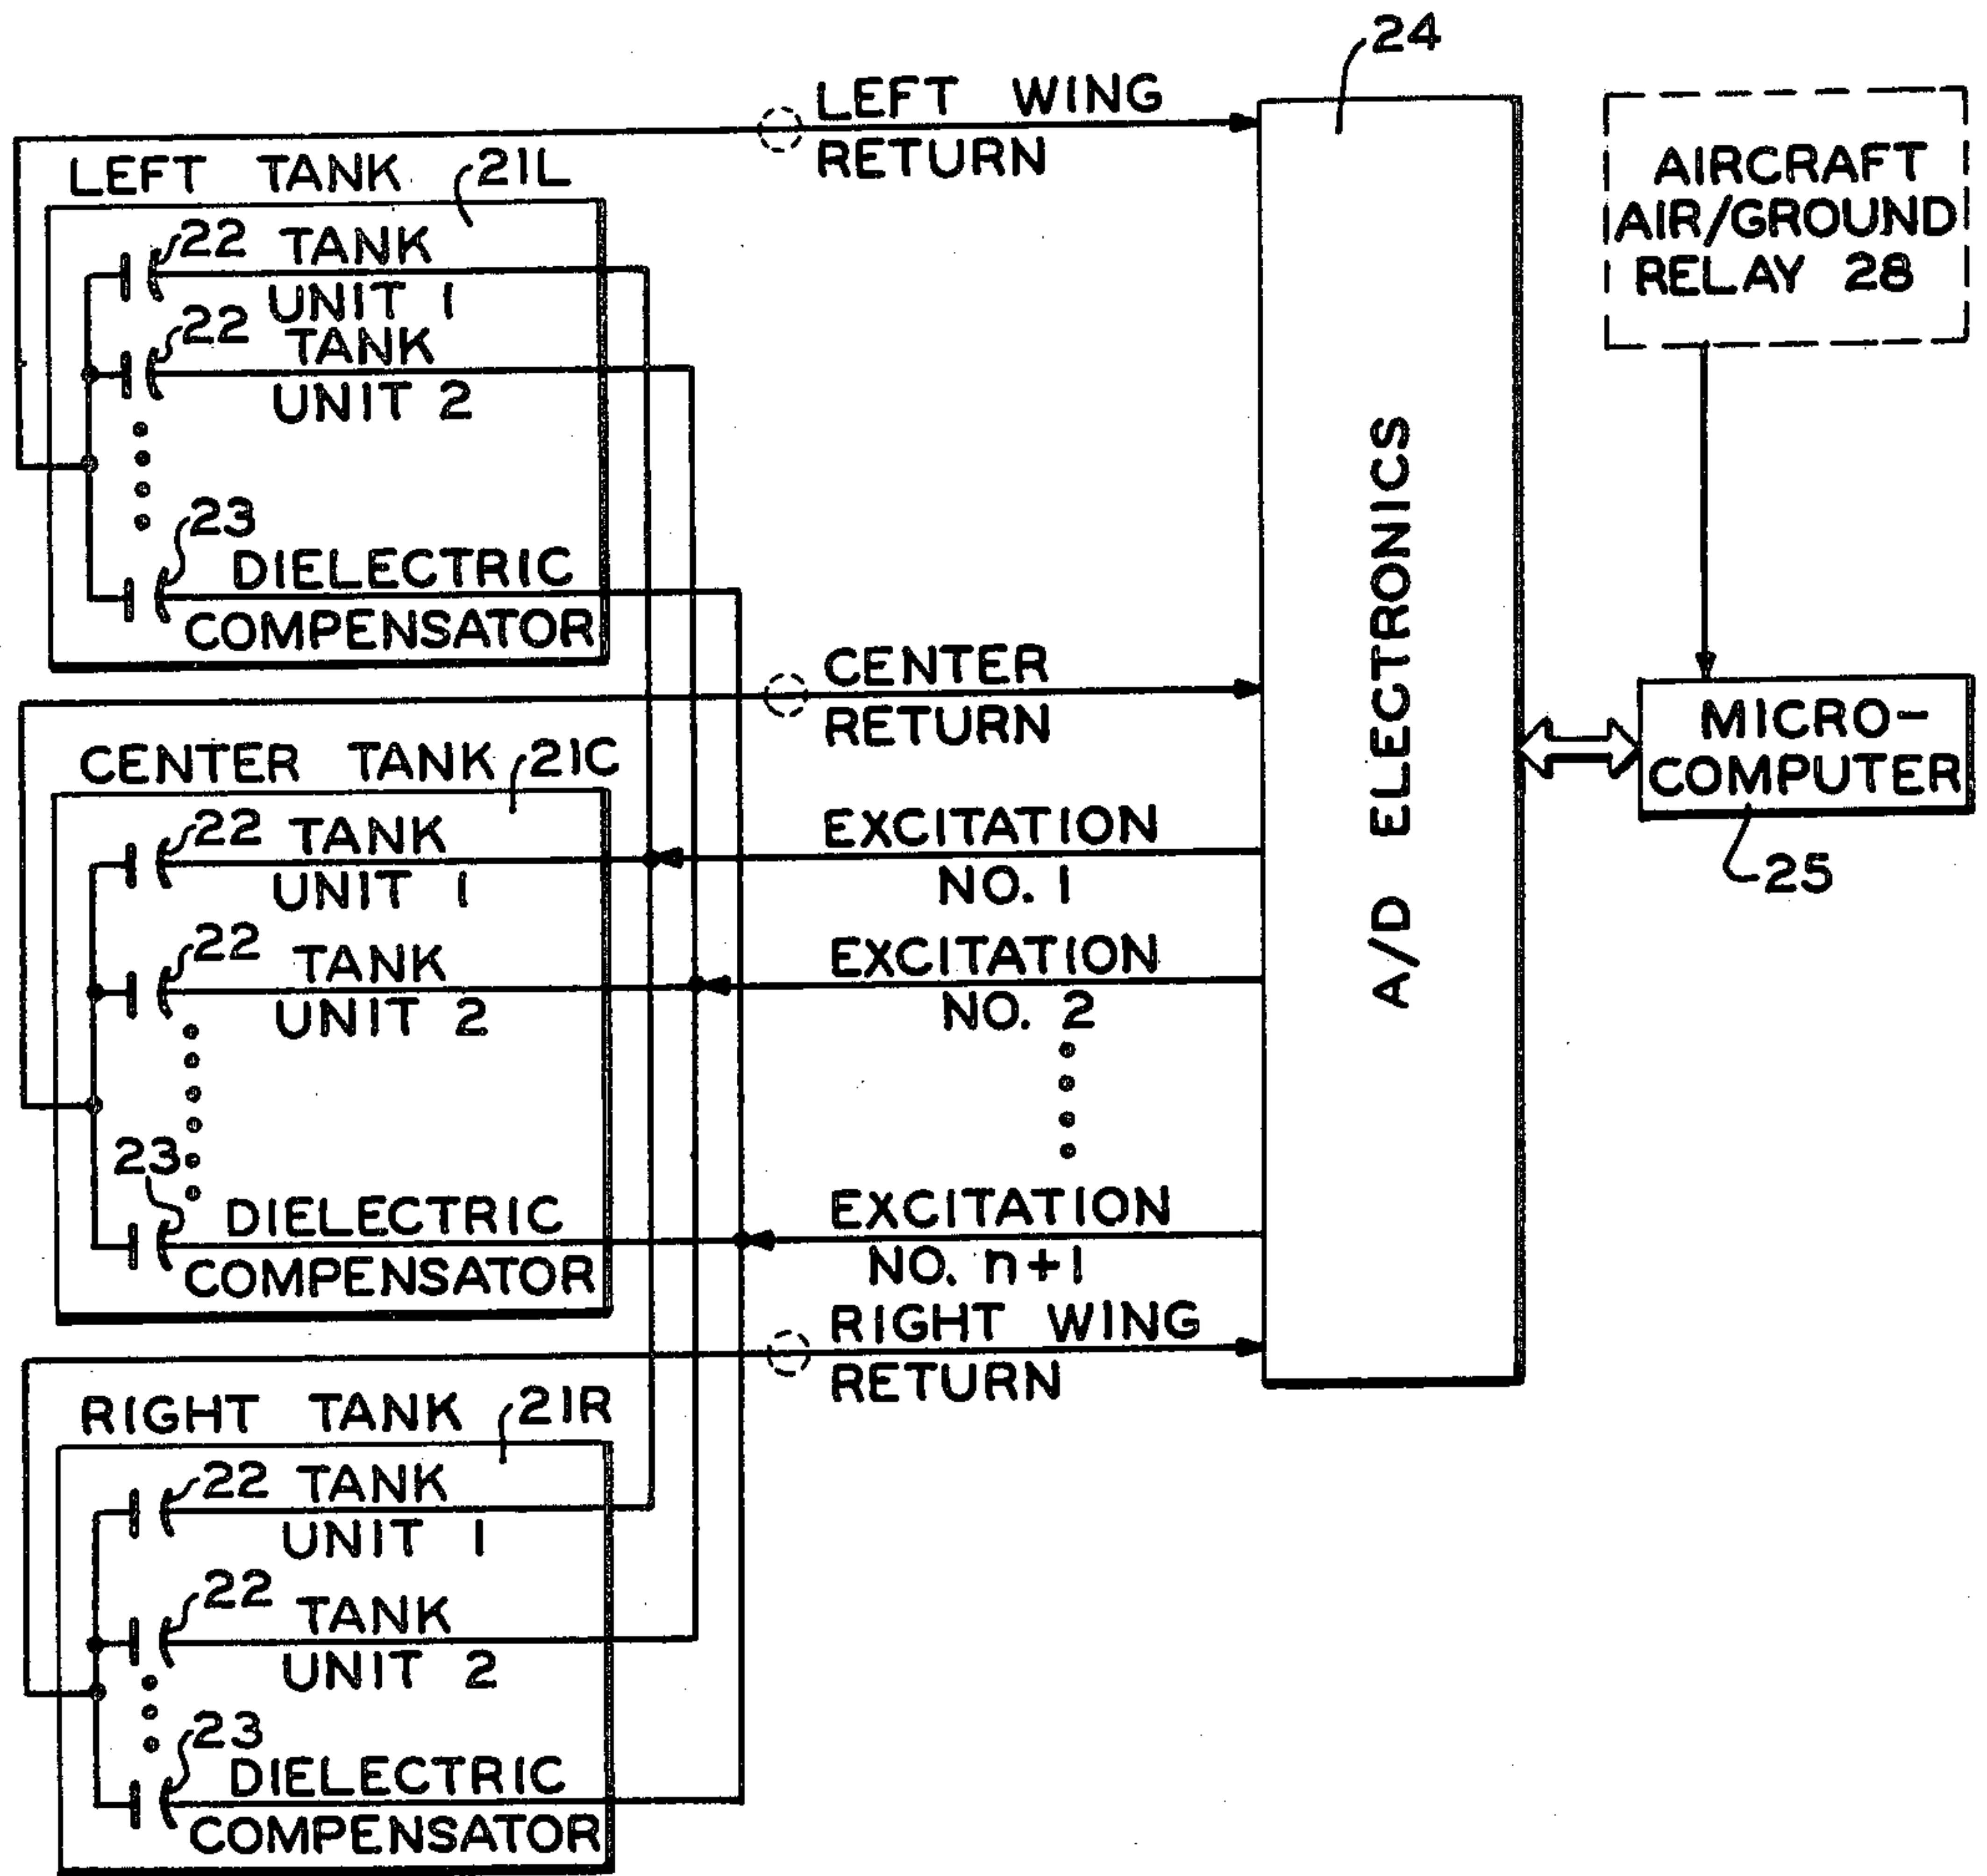 24
LEFT WING
RETURN
AIRCRAFT
AIR/GROUND
RELAY 28
LEFT TANK 21L
22 TANK
UNIT 1
22 TANK
UNIT 2
23 DIELECTRIC
COMPENSATOR
A/D ELECTRONICS
CENTER
RETURN
MICRO-
COMPUTER
25
CENTER TANK 21C
22 TANK
UNIT 1
EXCITATION
NO. 1
22 TANK
UNIT 2
EXCITATION
NO. 2
23 DIELECTRIC
COMPENSATOR
EXCITATION
NO. n+1
RIGHT WING
RETURN
RIGHT TANK 21R
22 TANK
UNIT 1
22 TANK
UNIT 2
23 DIELECTRIC
COMPENSATOR